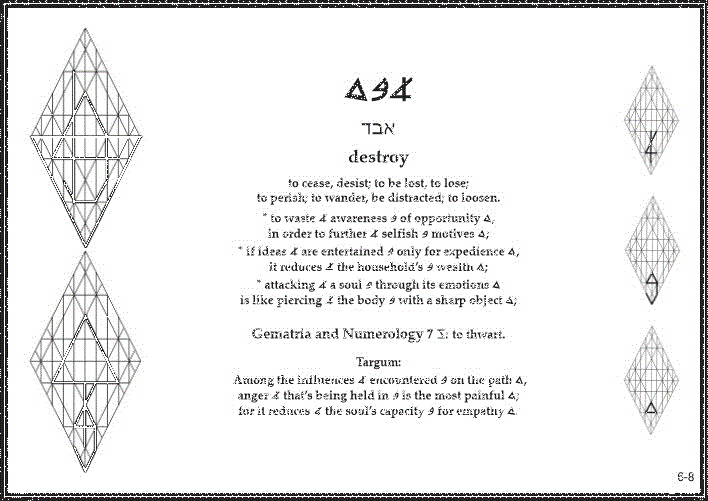 𐤃𐤁𐤀
אבד
destroy
to cease, desist; to be lost, to lose;
to perish; to wander, be distracted; to loosen.
* to waste 𐤀 awareness 𐤁 of opportunity 𐤃,
in order to further 𐤀 selfish 𐤁 motives 𐤃;
* if ideas 𐤀 are entertained 𐤁 only for expedience 𐤃,
it reduces 𐤀 the household's 𐤁 wealth 𐤃;
* attacking 𐤀 a soul 𐤁 through its emotions 𐤃
is like piercing 𐤀 the body 𐤁 with a sharp object 𐤃;
Gematria and Numerology 7 Σ: to thwart.
Targum:
Among the influences 𐤀 encountered 𐤁 on the path 𐤃,
anger 𐤀 that's being held in 𐤁 is the most painful 𐤃;
for it reduces 𐤀 the soul's capacity 𐤁 for empathy 𐤃.
6-8